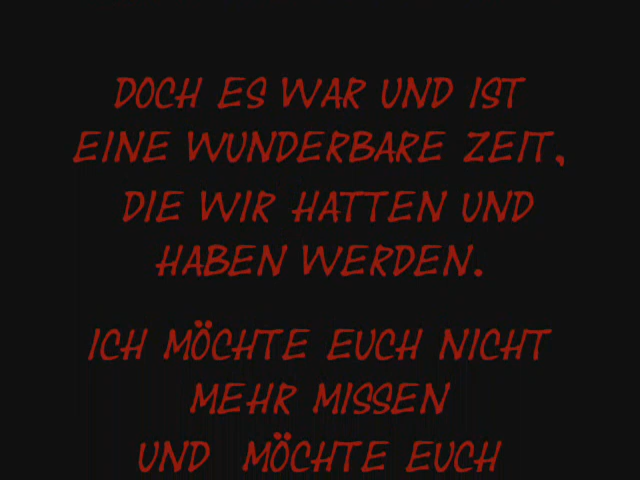 DOCH ES WAR UND IST
EINE WUNDERBARE ZEIT,
DIE WIR HATTEN UND
HABEN WERDEN.
ICH MÖCHTE EUCH NICHT
MEHR MISSEN
UND MÖCHTE EUCH